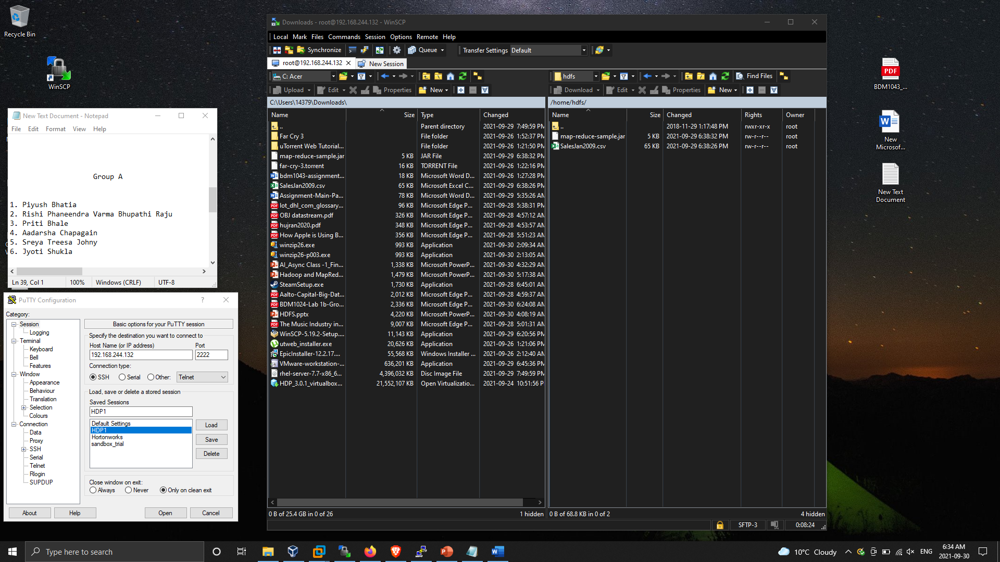 Recycle Bin
WinSCP
New Text Document - Notepad
File Edit Format View Help
Group A
1. Piyush Bhatia
2. Rishi Phaneendra Varma Bhupathi Raju
3. Priti Bhale
4. Aadarsha Chapagain
5. Sreya Treesa Johny
6. Jyoti Shukla
Ln 39, Col 1 100% Windows (CRLF) UTF-8
PuTTY Configuration ?
Category:
Session
Logging
Terminal
Keyboard
Bell
Features
Window
Appearance
Behaviour
Translation
Selection
Colours
Connection
Data
Proxy
SSH
Serial
Telnet
Rlogin
SUPDUP
Basic options for your PuTTY session
Specify the destination you want to connect to
Host Name (or IP address) Port
192.168.244.132 2222
Connection type:
SSH Serial Other: Telnet
Load, save or delete a stored session
Saved Sessions
HDP1
Default Settings
HDP1
Hortonworks
sandbox_trial
Load
Save
Delete
Close window on exit:
Always Never Only on clean exit
About Help Open Cancel
Downloads - root@192.168.244.132 - WinSCP
Local Mark Files Commands Session Options Remote Help
Synchronize Queue Transfer Settings Default
root@192.168.244.132 New Session
C: Acer
Upload Edit Properties New
C:\Users\14379\Downloads\
Name Size Type Changed
.. Parent directory 2021-09-29 7:49:59 PM
Far Cry 3 File folder 2021-09-26 1:52:37 PM
uTorrent Web Tutorial... File folder 2021-09-26 1:21:50 PM
map-reduce-sample.jar 5 KB JAR File 2021-09-29 6:38:32 PM
far-cry-3.torrent 16 KB TORRENT File 2021-09-26 1:22:16 PM
bdm1043-assignment... 18 KB Microsoft Word D... 2021-09-26 1:27:28 PM
SalesJan2009.csv 65 KB Microsoft Excel C... 2021-09-29 6:38:26 PM
Assignment-Main-Pa... 78 KB Microsoft Word D... 2021-09-29 5:35:26 AM
lot_dhl_com_glossary... 96 KB Microsoft Edge P... 2021-09-28 5:38:31 PM
OBJ datastream.pdf 326 KB Microsoft Edge P... 2021-09-28 4:57:12 AM
hujran2020.pdf 348 KB Microsoft Edge P... 2021-09-28 4:53:57 AM
How Apple is Using B... 356 KB Microsoft Edge P... 2021-09-28 5:51:23 AM
winzip26.exe 993 KB Application 2021-09-30 2:09:34 AM
winzip26-p003.exe 993 KB Application 2021-09-30 2:13:05 AM
AI_Async Class -1_Fin... 1,338 KB Microsoft PowerP... 2021-09-30 4:32:29 AM
Hadoop and MapRed... 1,479 KB Microsoft PowerP... 2021-09-30 5:17:38 AM
SteamSetup.exe 1,730 KB Application 2021-09-28 6:45:01 AM
Aalto-Capital-Big-Dat... 2,012 KB Microsoft Edge P... 2021-09-28 4:59:37 AM
BDM1024-Lab 1b-Gro... 2,336 KB Microsoft Edge P... 2021-09-30 6:24:08 AM
HDFS.pptx 4,220 KB Microsoft PowerP... 2021-09-30 4:08:19 AM
The Music Industry in... 9,007 KB Microsoft Edge P... 2021-09-28 5:01:31 AM
WinSCP-5.19.2-Setup.... 11,143 KB Application 2021-09-29 6:20:56 PM
utweb_installer.exe 20,626 KB Application 2021-09-26 1:21:06 PM
EpicInstaller-12.2.17.... 55,568 KB Windows Installer ... 2021-09-26 2:12:40 AM
VMware-workstation-... 636,201 KB Application 2021-09-29 6:45:36 PM
rhel-server-7.7-x86_6... 4,396,032 KB Disc Image File 2021-09-29 7:49:59 PM
HDP_3.0.1_virtualbox... 21,552,107 KB Open Virtualizatio... 2021-09-24 10:51:56 P
0 B of 25.4 GB in 0 of 26 1 hidden
hdfs Find Files
Download Edit Properties New
/home/hdfs/
Name Size Changed Rights Owner
.. 2018-11-29 1:17:48 PM rwxr-xr-x root
map-reduce-sample.jar 5 KB 2021-09-29 6:38:32 PM rw-r--r-- root
SalesJan2009.csv 65 KB 2021-09-29 6:38:26 PM rw-r--r-- root
0 B of 68.8 KB in 0 of 2 4 hidden
SFTP-3 0:08:24
PDF
BDM1043_...
New
Microsof...
New Text
Document
Type here to search
10°C Cloudy ENG 6:34 AM
2021-09-30